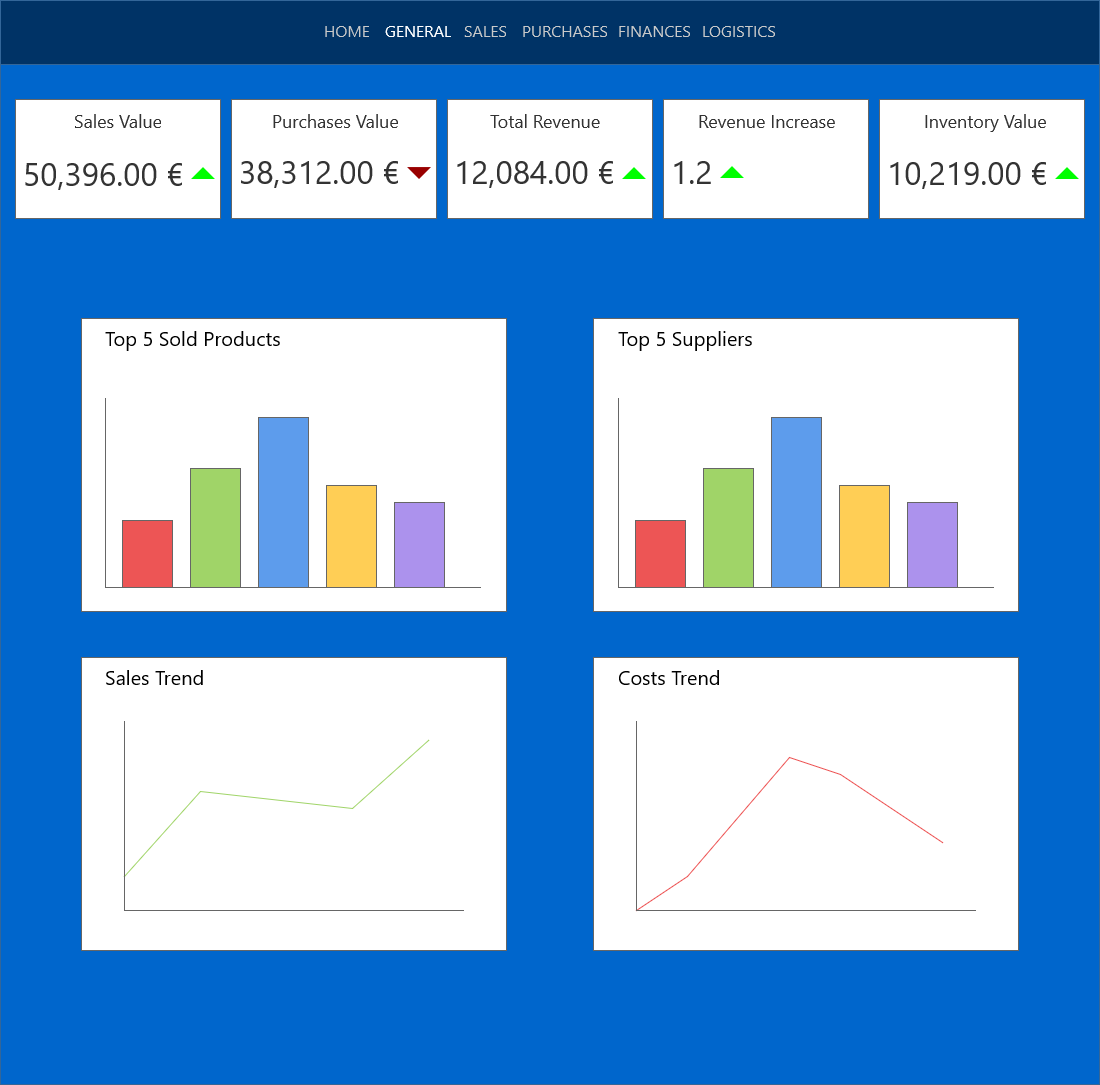 HOME GENERAL SALES PURCHASES FINANCES LOGISTICS
Sales Value
50,396.00 €
Purchases Value
38,312.00 €
Total Revenue
12,084.00 €
Revenue Increase
1.2
Inventory Value
10,219.00 €
Top 5 Sold Products
Top 5 Suppliers
Sales Trend
Costs Trend